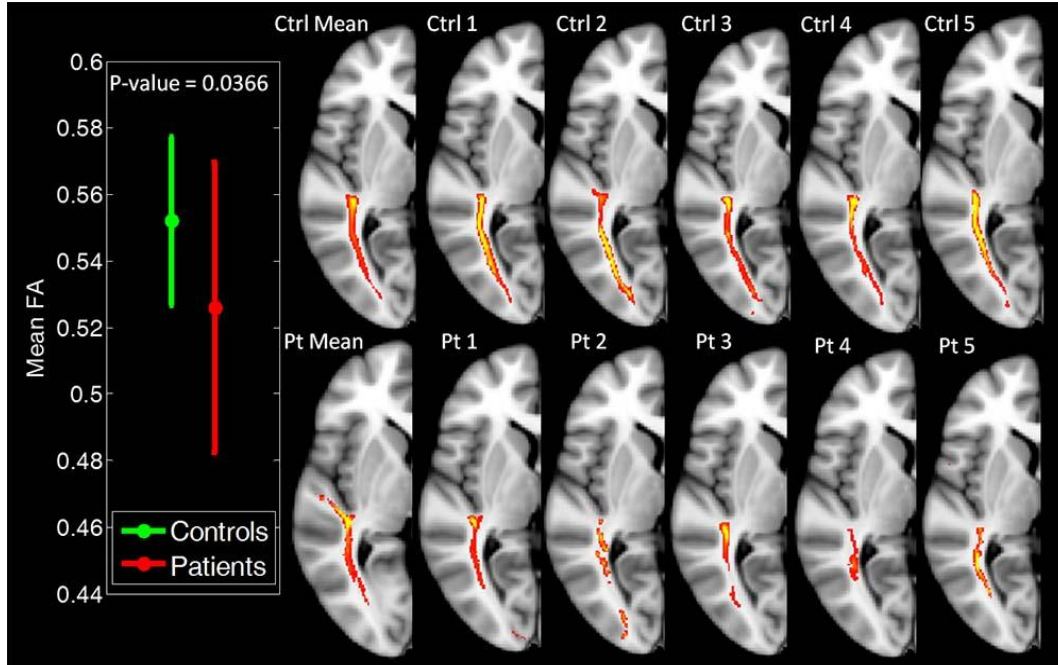 Ctrl Mean Ctrl 1 Ctrl 2 Ctrl 3 Ctrl 4 Ctrl 5
0.6
P-value = 0.0366
0.58
0.56
0.54
0.52
0.5
0.48
0.46
0.44
Mean FA
Controls
Patients
Pt Mean Pt 1 Pt 2 Pt 3 Pt 4 Pt 5